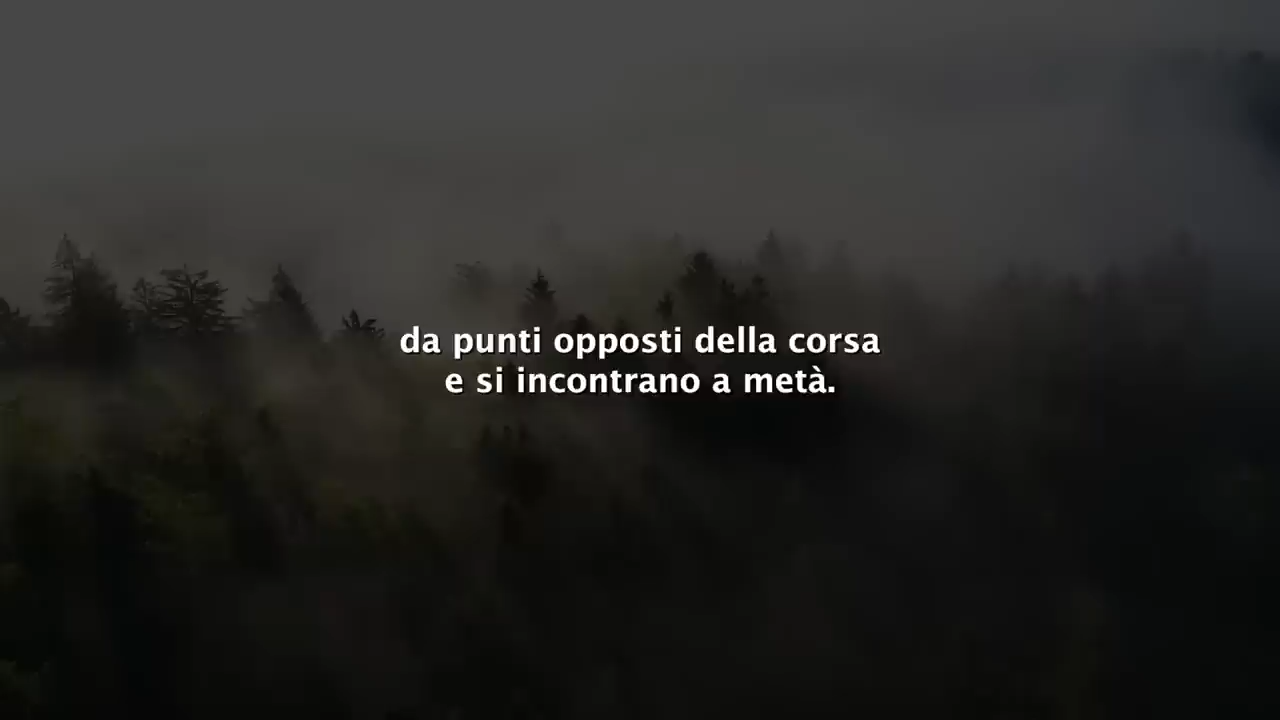 da punti opposti della corsa
e si incontrano a metà.